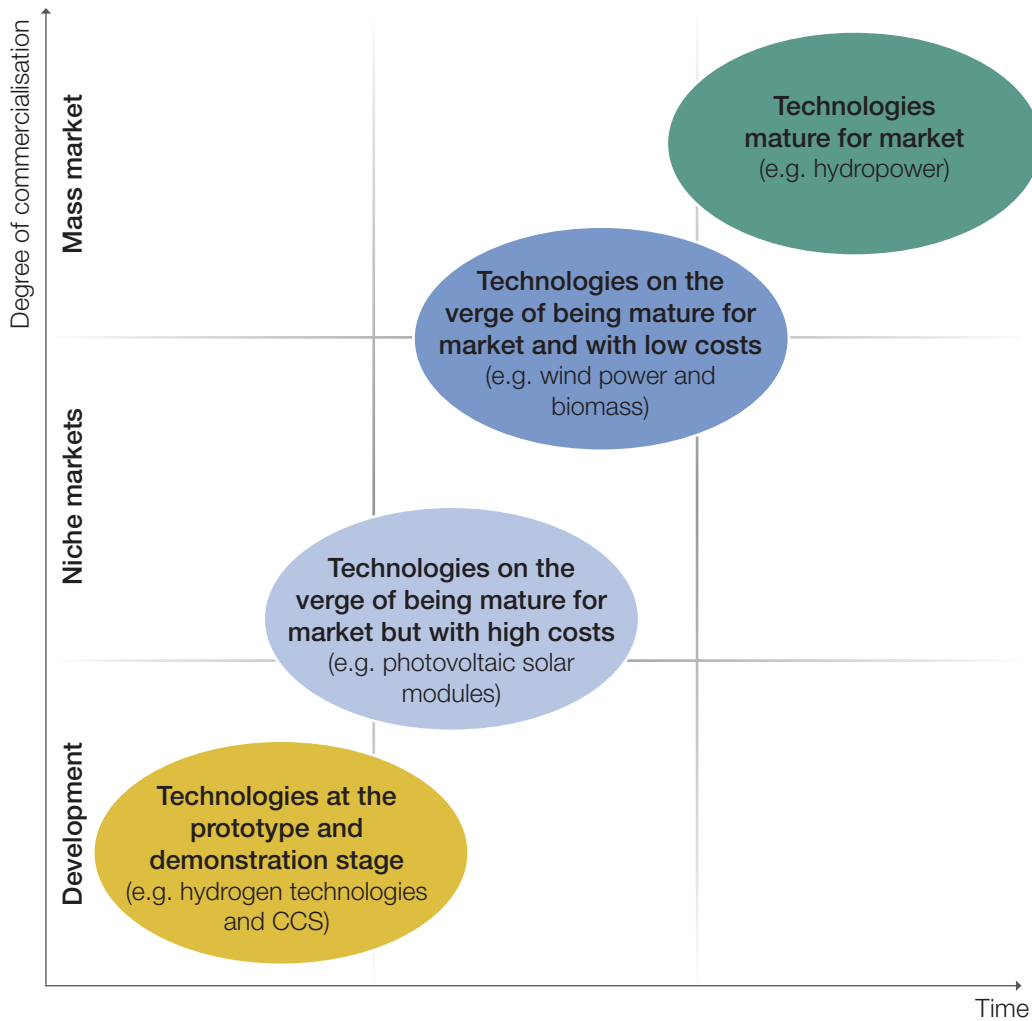 Degree of commercialisation
Mass market
Technologies
mature for market
(e.g. hydropower)
Technologies on the
verge of being mature for
market and with low costs
(e.g. wind power and
biomass)
Niche markets
Technologies on the
verge of being mature for
market but with high costs
(e.g. photovoltaic solar
modules)
Development
Technologies at the
prototype and
demonstration stage
(e.g. hydrogen technologies
and CCS)
Time